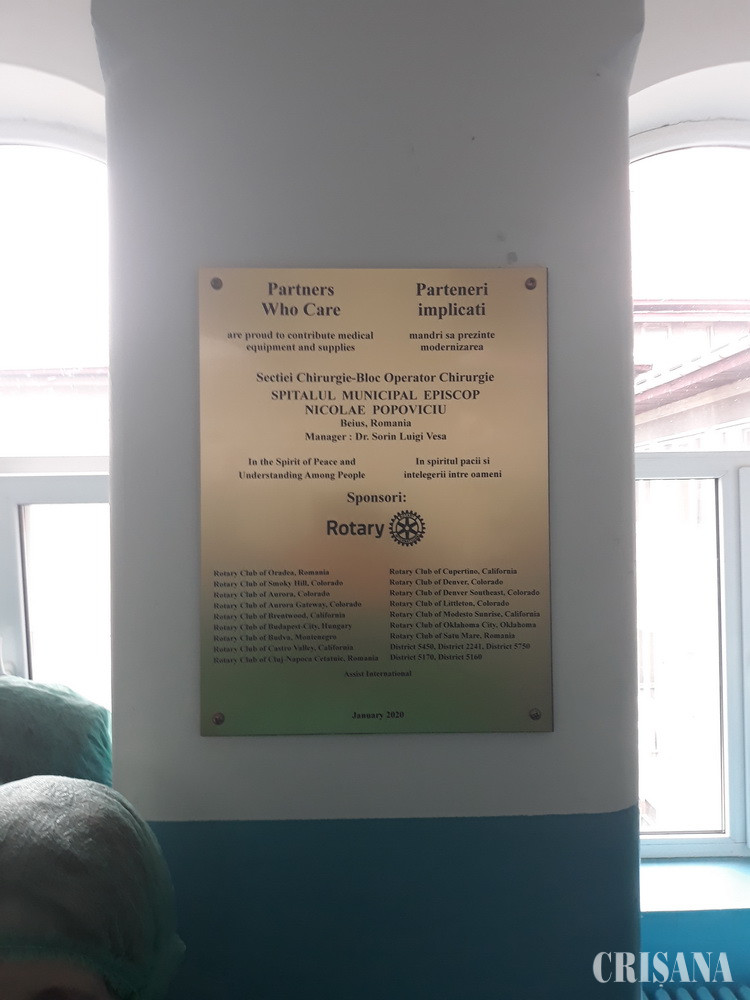 Partners
Who Care
are proud to contribute medical
equipment and supplies
Parteneri
implicati
mandri sa prezinte
modernizarea
Sectiei Chirurgie-Bloc Operator Chirurgie
SPITALUL MUNICIPAL EPISCOP
NICOLAE POPOVICIU
Beius, Romania
Manager : Dr. Sorin Luigi Vesa
In the Spirit of Peace and
Understanding Among People
In spiritul pacii si
intelegerii intre oameni
Sponsori:
Rotary
Rotary Club of Oradea, Romania
Rotary Club of Smoky Hill, Colorado
Rotary Club of Aurora, Colorado
Rotary Club of Aurora Gateway, Colorado
Rotary Club of Brentwood, California
Rotary Club of Budapest-City, Hungary
Rotary Club of Budva, Montenegro
Rotary Club of Castro Valley, California
Rotary Club of Cluj-Napoca Cetatuie, Romania
Rotary Club of Cupertino, California
Rotary Club of Denver, Colorado
Rotary Club of Denver Southeast, Colorado
Rotary Club of Littleton, Colorado
Rotary Club of Modesto Sunrise, California
Rotary Club of Oklahoma City, Oklahoma
Rotary Club of Satu Mare, Romania
District 5450, District 2241, District 5750
District 5170, District 5160
Assist International
January 2020
CRIȘANA